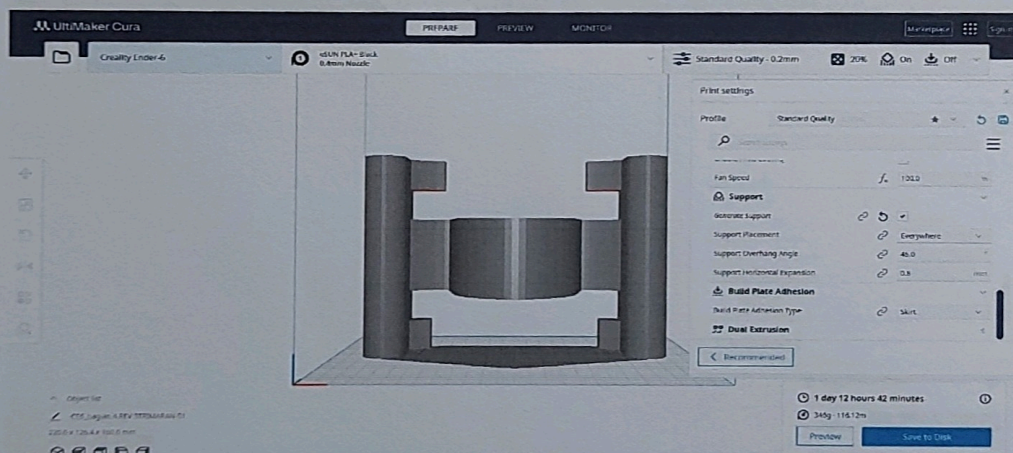 UltiMaker Cura
PREPARE PREVIEW MONITOR
Marketplace
Creality Ender-6
eSUN PLA+ Black
0.4mm Nozzle
Standard Quality - 0.2mm 20% On Off
Print settings
Profile Standard Quality
Fan Speed 100.0 %
Support
Generate Support
Support Placement Everywhere
Support Overhang Angle 45.0 °
Support Horizontal Expansion 0.8 mm
Build Plate Adhesion
Build Plate Adhesion Type Skirt
Dual Extrusion
Recommended
Object list
1 day 12 hours 42 minutes
346g · 116.12m
Preview Save to Disk